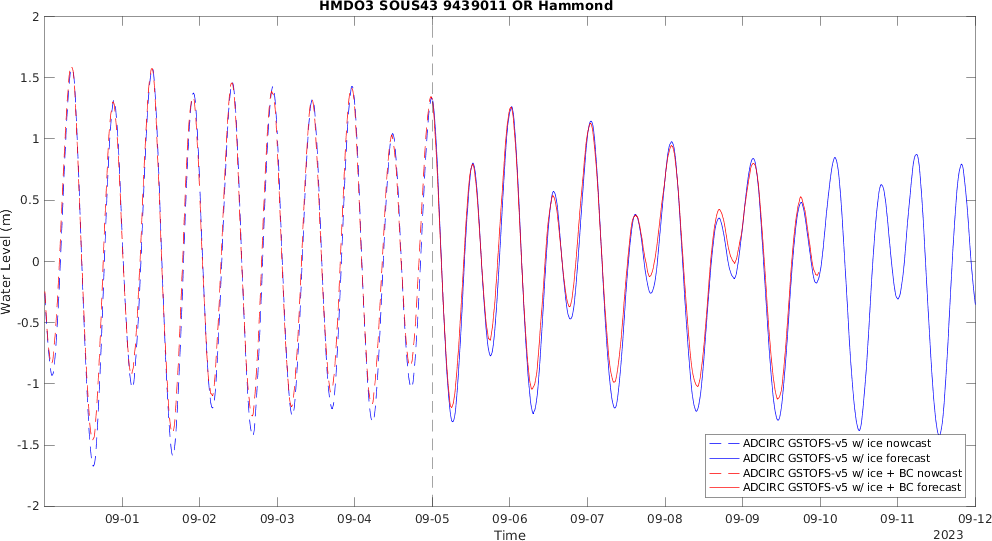 HMDO3 SOUS43 9439011 OR Hammond
2
1.5
1
0.5
0
-0.5
-1
-1.5
-2
Water Level (m)
ADCIRC GSTOFS-v5 w/ ice nowcast
ADCIRC GSTOFS-v5 w/ ice forecast
ADCIRC GSTOFS-v5 w/ ice + BC nowcast
ADCIRC GSTOFS-v5 w/ ice + BC forecast
09-01 09-02 09-03 09-04 09-05 09-06 09-07 09-08 09-09 09-10 09-11 09-12
Time
2023